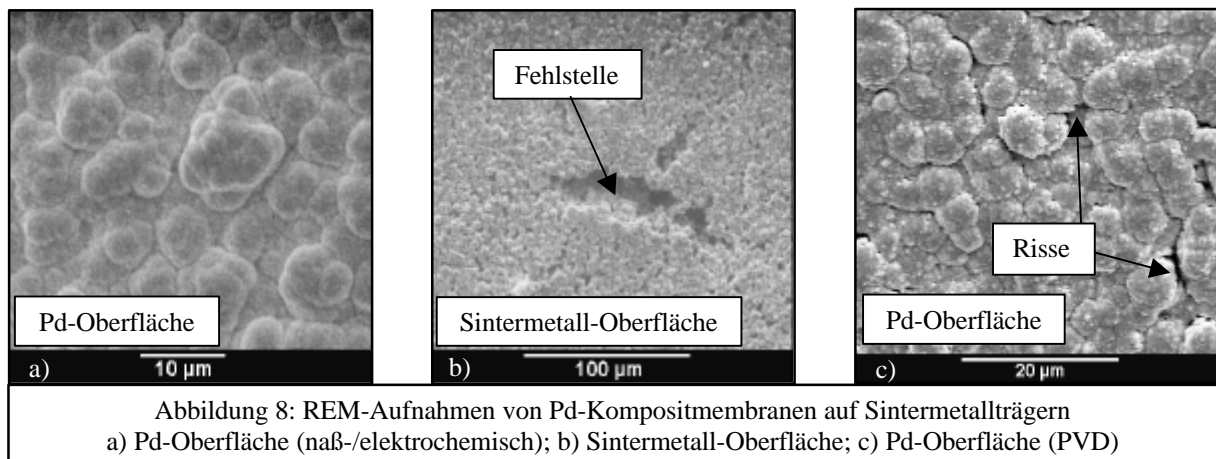 Fehlstelle
Risse
Pd-Oberfläche
Sintermetall-Oberfläche
Pd-Oberfläche
a)
10 µm
b)
100 µm
c)
20 µm
Abbildung 8: REM-Aufnahmen von Pd-Kompositmembranen auf Sintermetallträgern
a) Pd-Oberfläche (naß-/elektrochemisch); b) Sintermetall-Oberfläche; c) Pd-Oberfläche (PVD)